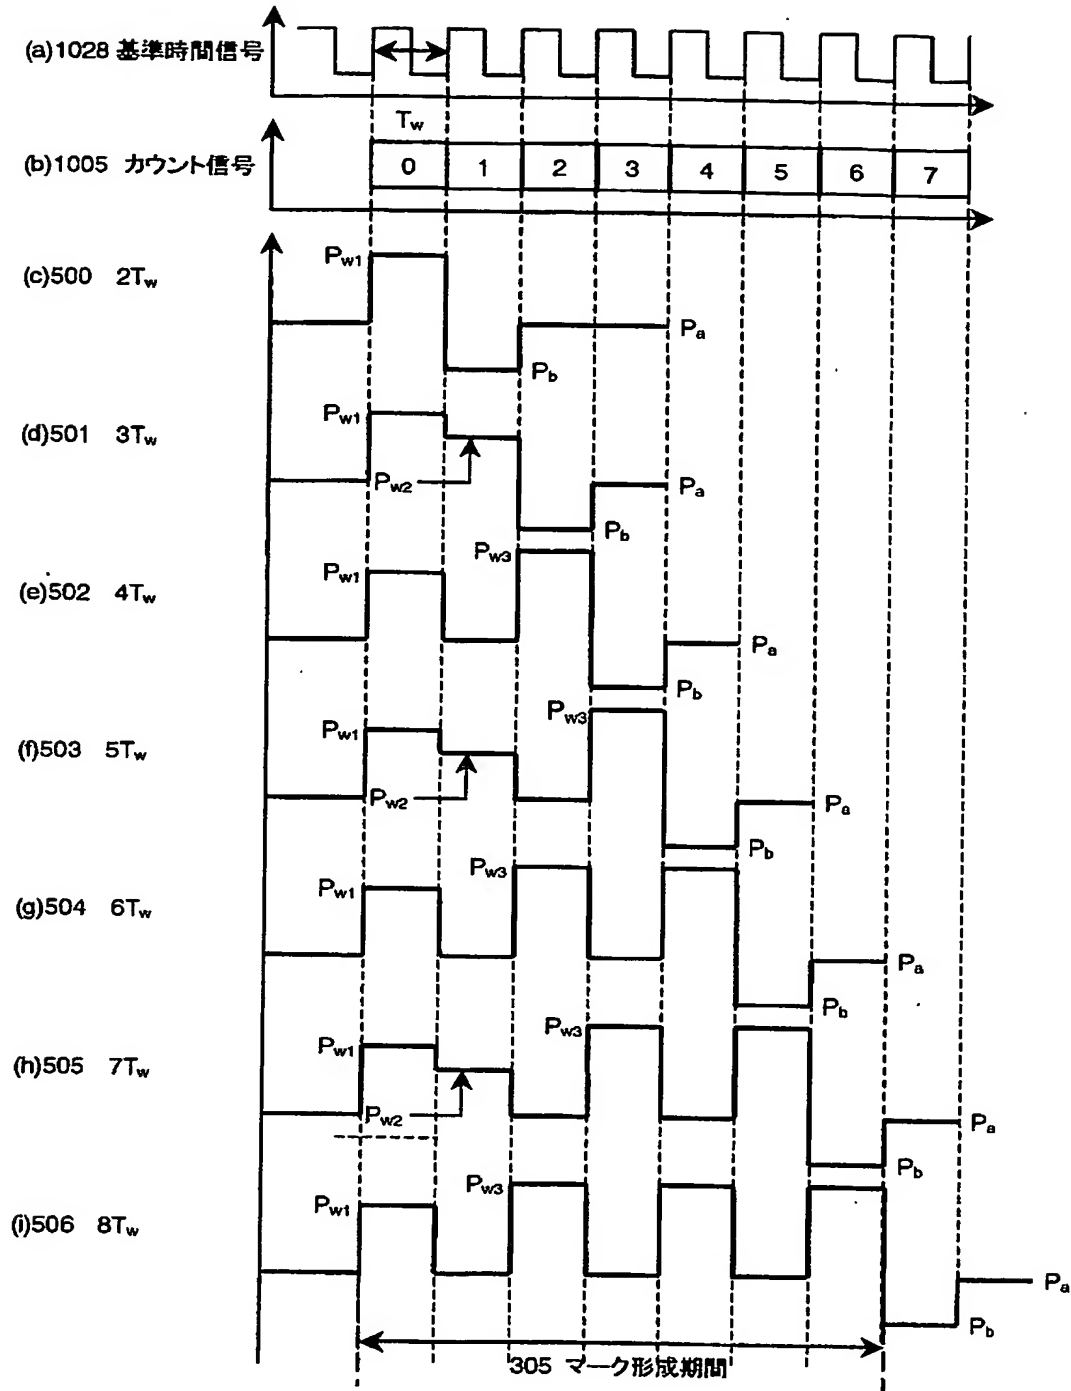 (a)1028 基準時間信号
Tw
(b)1005 カウント信号
0 1 2 3 4 5 6 7
(c)500 2Tw
Pw1
Pa
Pb
(d)501 3Tw
Pw1
Pw2
Pa
Pb
(e)502 4Tw
Pw1
Pw3
Pa
Pb
(f)503 5Tw
Pw1
Pw2
Pw3
Pa
Pb
(g)504 6Tw
Pw1
Pw3
Pa
Pb
(h)505 7Tw
Pw1
Pw2
Pw3
Pa
Pb
(i)506 8Tw
Pw1
Pw3
Pa
Pb
305 マーク形成期間